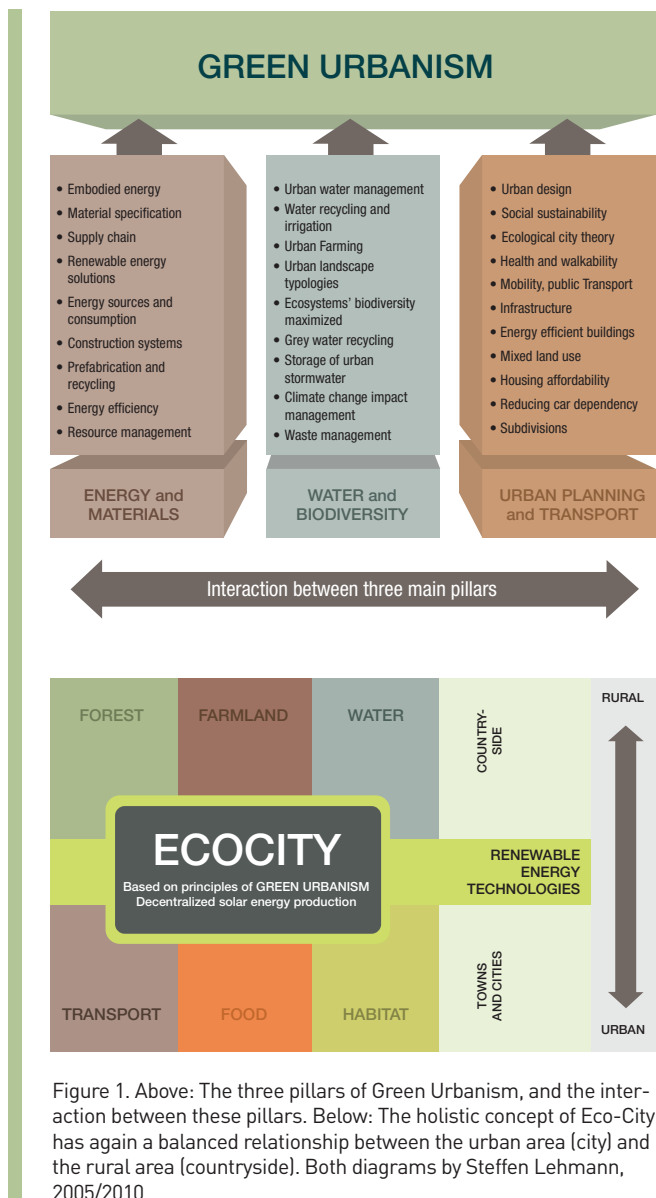 GREEN URBANISM
• Embodied energy
• Material specification
• Supply chain
• Renewable energy
solutions
• Energy sources and
consumption
• Construction systems
• Prefabrication and
recycling
• Energy efficiency
• Resource management
ENERGY and
MATERIALS
• Urban water management
• Water recycling and
irrigation
• Urban Farming
• Urban landscape
typologies
• Ecosystems' biodiversity
maximized
• Grey water recycling
• Storage of urban
stormwater
• Climate change impact
management
• Waste management
WATER and
BIODIVERSITY
• Urban design
• Social sustainability
• Ecological city theory
• Health and walkability
• Mobility, public Transport
• Infrastructure
• Energy efficient buildings
• Mixed land use
• Housing affordability
• Reducing car dependency
• Subdivisions
URBAN PLANNING
and TRANSPORT
Interaction between three main pillars
FOREST
FARMLAND
WATER
COUNTRY-
SIDE
RURAL
ECOCITY
Based on principles of GREEN URBANISM
Decentralized solar energy production
RENEWABLE
ENERGY
TECHNOLOGIES
TRANSPORT
FOOD
HABITAT
TOWNS
AND CITIES
URBAN
Figure 1. Above: The three pillars of Green Urbanism, and the inter-
action between these pillars. Below: The holistic concept of Eco-City
has again a balanced relationship between the urban area (city) and
the rural area (countryside). Both diagrams by Steffen Lehmann,
2005/2010